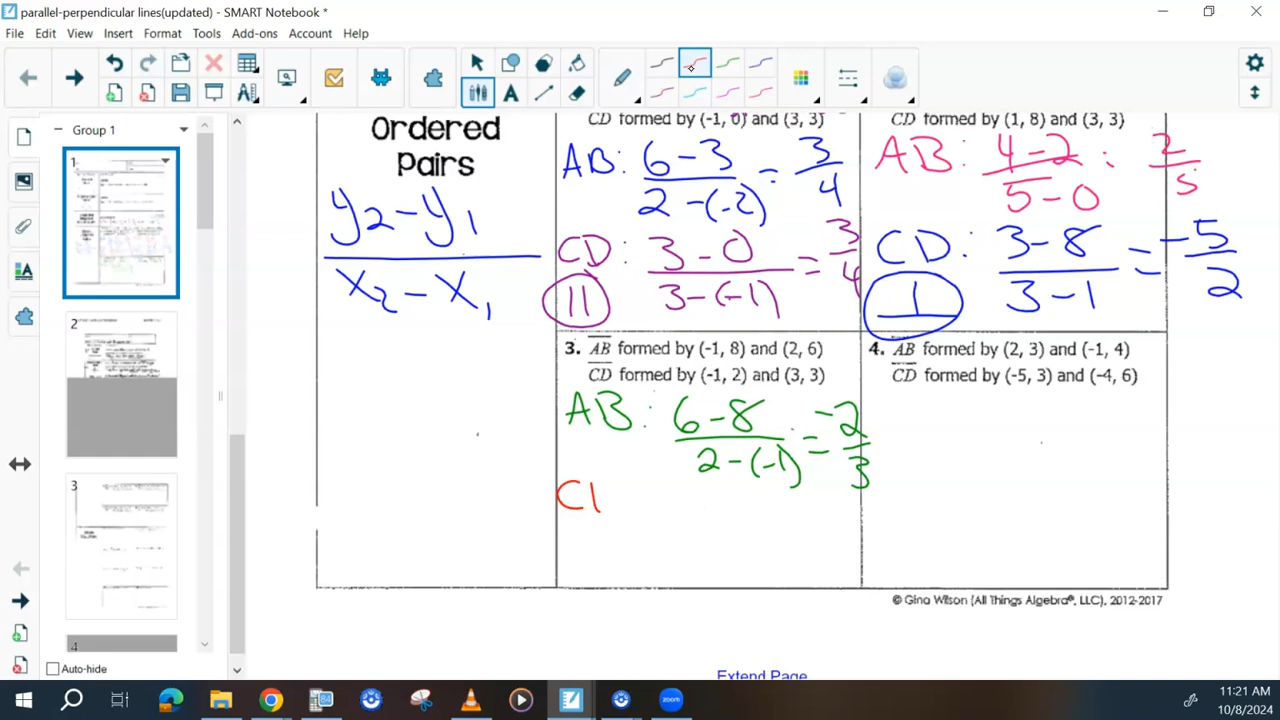 parallel-perpendicular lines(updated) - SMART Notebook *
File Edit View Insert Format Tools Add-ons Account Help
Group 1
1
2
3
4
Auto-hide
Ordered
Pairs
y₂ - y₁
x₂ - x₁
CD formed by (-1, 0) and (3, 3)
AB: 6 - 3 / 2 - (-2) = 3/4
CD: 3 - 0 / 3 - (-1) = 3/4
||
CD formed by (1, 8) and (3, 3)
AB: 4 - 2 / 5 - 0 : 2/5
CD: 3 - 8 / 3 - 1 = -5/2
⊥
3. AB formed by (-1, 8) and (2, 6)
CD formed by (-1, 2) and (3, 3)
AB: 6 - 8 / 2 - (-1) = -2/3
4. AB formed by (2, 3) and (-1, 4)
CD formed by (-5, 3) and (-4, 6)
© Gina Wilson (All Things Algebra®, LLC), 2012-2017
Extend Page
zoom
11:21 AM
10/8/2024